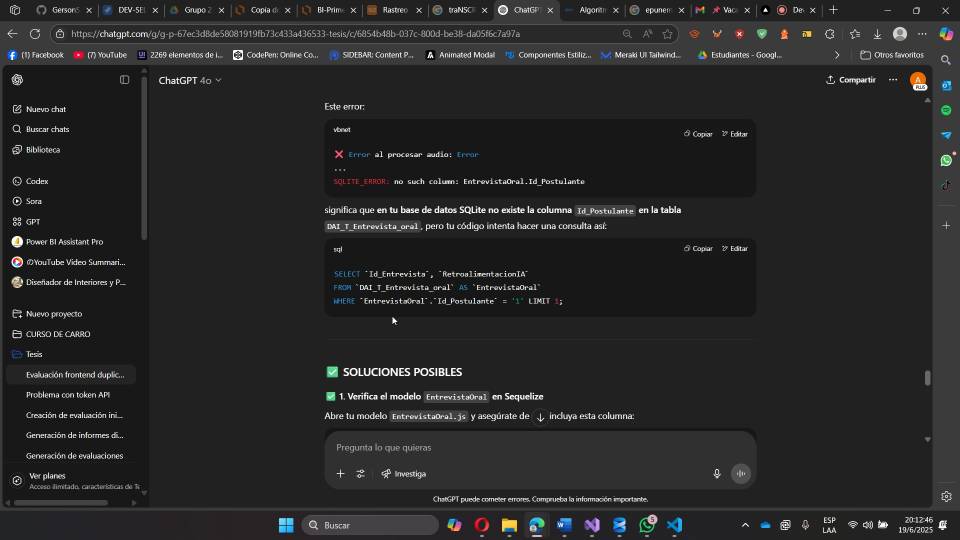 GersonS
DEV-SEI
Grupo 2
Copia d
BI-Prime
Rastreo
traNSCR
ChatGPT
Algoritm
epunem
Vaca
Dev
https://chatgpt.com/g/g-p-67ec3d8de58081919fb73c433a436533-tesis/c/6854b48b-037c-800d-be38-da05f6c7a97a
(1) Facebook
(7) YouTube
2269 elementos de i...
CodePen: Online Co...
SIDEBAR: Content P...
Animated Modal
Componentes Estiliz...
Meraki UI Tailwind...
Estudiantes - Googl...
Otros favoritos
ChatGPT 4o
Compartir
PLUS
Nuevo chat
Buscar chats
Biblioteca
Codex
Sora
GPT
Power BI Assistant Pro
YouTube Video Summari...
Diseñador de Interiores y P...
Nuevo proyecto
CURSO DE CARRO
Tesis
Evaluación frontend duplic...
Problema con token API
Creación de evaluación ini...
Generación de informes di...
Generación de evaluaciones
Ver planes
Acceso ilimitado, características de Te
Este error:
vbnet
Copiar
Editar
❌ Error al procesar audio: Error
...
SQLITE_ERROR: no such column: EntrevistaOral.Id_Postulante
significa que en tu base de datos SQLite no existe la columna Id_Postulante en la tabla
DAI_T_Entrevista_oral, pero tu código intenta hacer una consulta así:
sql
Copiar
Editar
SELECT `Id_Entrevista`, `RetroalimentacionIA`
FROM `DAI_T_Entrevista_oral` AS `EntrevistaOral`
WHERE `EntrevistaOral`.`Id_Postulante` = '1' LIMIT 1;
✅ SOLUCIONES POSIBLES
✅ 1. Verifica el modelo EntrevistaOral en Sequelize
Abre tu modelo EntrevistaOral.js y asegúrate de incluya esta columna:
Pregunta lo que quieras
Investiga
ChatGPT puede cometer errores. Comprueba la información importante.
Buscar
5
ESP
LAA
20:12:46
19/6/2025